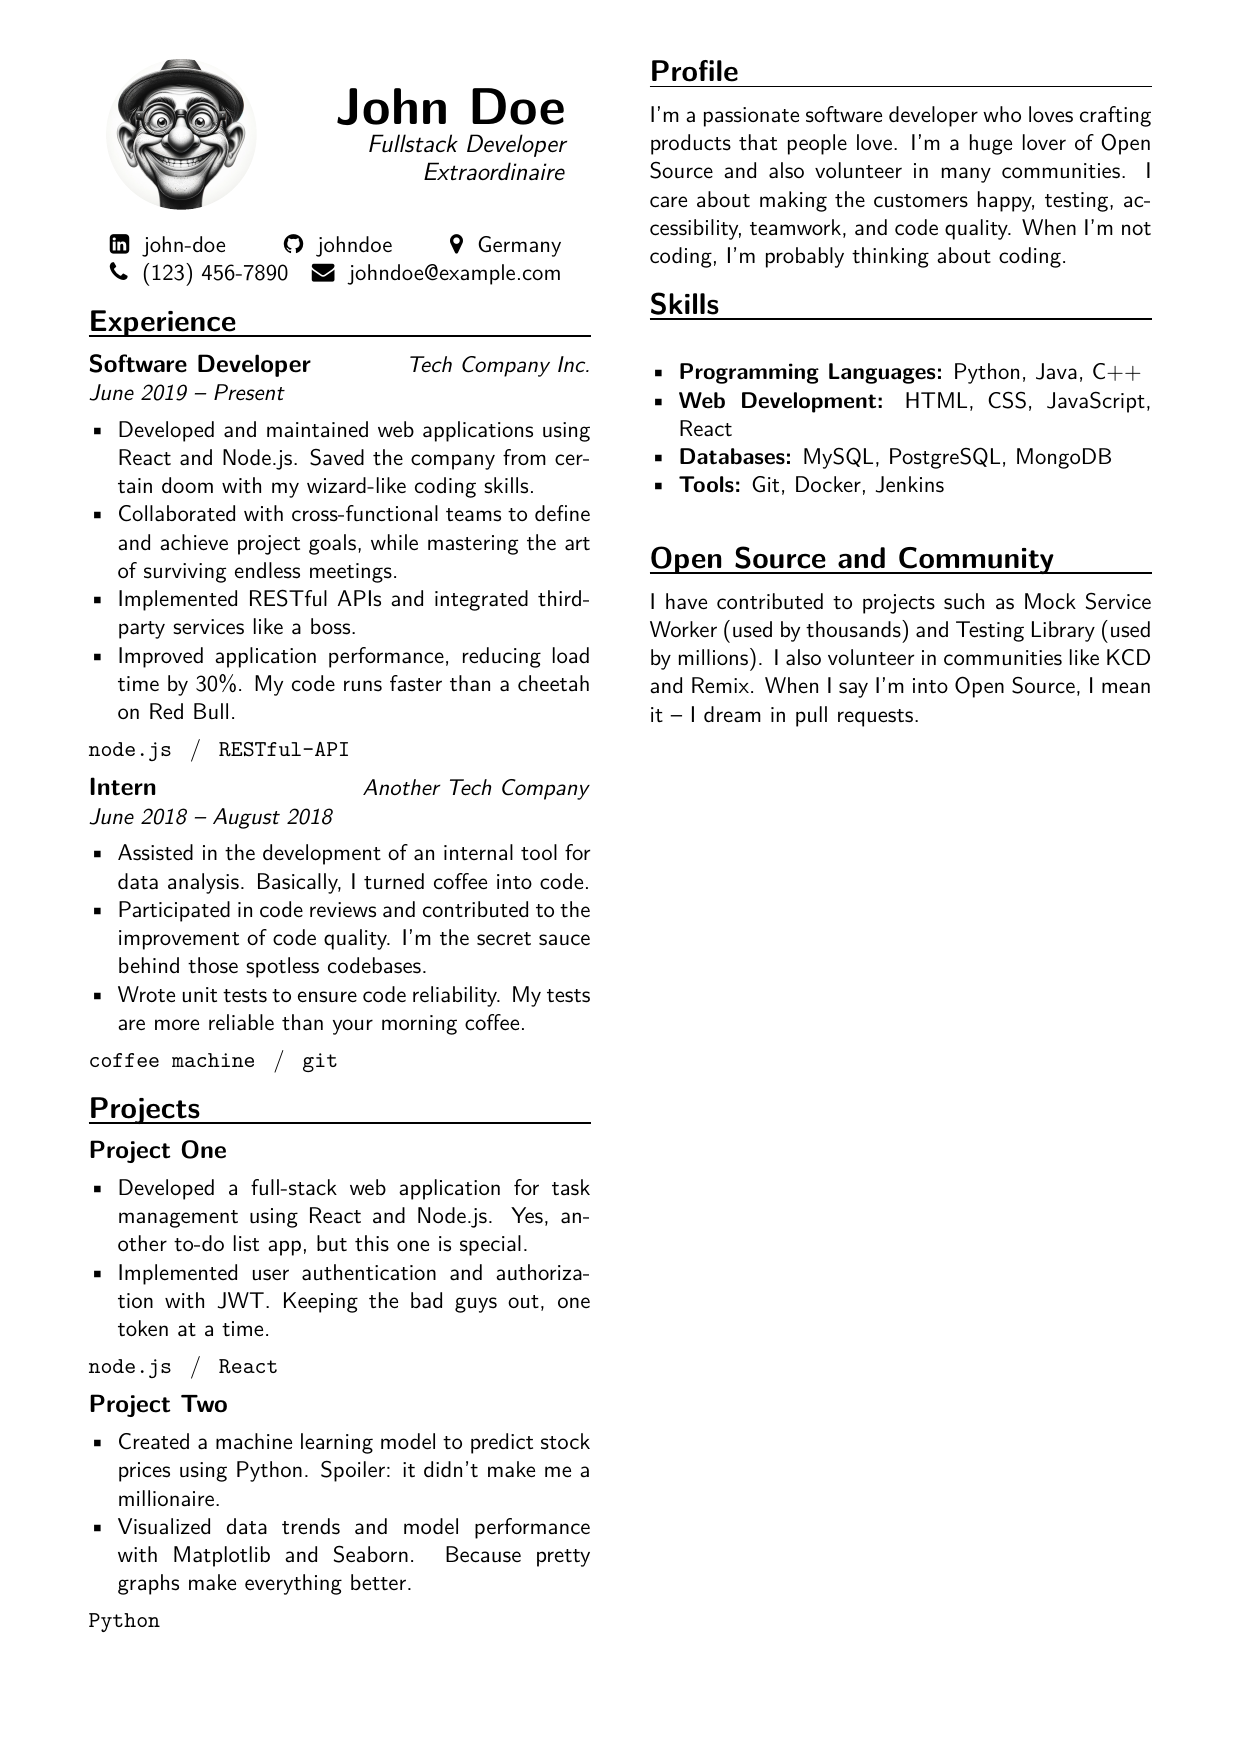 John Doe
Fullstack Developer
Extraordinaire
john-doe johndoe Germany
(123) 456-7890 johndoe@example.com
Experience
Software Developer Tech Company Inc.
June 2019 – Present
▪ Developed and maintained web applications using
React and Node.js. Saved the company from cer-
tain doom with my wizard-like coding skills.
▪ Collaborated with cross-functional teams to define
and achieve project goals, while mastering the art
of surviving endless meetings.
▪ Implemented RESTful APIs and integrated third-
party services like a boss.
▪ Improved application performance, reducing load
time by 30%. My code runs faster than a cheetah
on Red Bull.
node.js / RESTful-API
Intern Another Tech Company
June 2018 – August 2018
▪ Assisted in the development of an internal tool for
data analysis. Basically, I turned coffee into code.
▪ Participated in code reviews and contributed to the
improvement of code quality. I'm the secret sauce
behind those spotless codebases.
▪ Wrote unit tests to ensure code reliability. My tests
are more reliable than your morning coffee.
coffee machine / git
Projects
Project One
▪ Developed a full-stack web application for task
management using React and Node.js. Yes, an-
other to-do list app, but this one is special.
▪ Implemented user authentication and authoriza-
tion with JWT. Keeping the bad guys out, one
token at a time.
node.js / React
Project Two
▪ Created a machine learning model to predict stock
prices using Python. Spoiler: it didn't make me a
millionaire.
▪ Visualized data trends and model performance
with Matplotlib and Seaborn. Because pretty
graphs make everything better.
Python
Profile
I'm a passionate software developer who loves crafting
products that people love. I'm a huge lover of Open
Source and also volunteer in many communities. I
care about making the customers happy, testing, ac-
cessibility, teamwork, and code quality. When I'm not
coding, I'm probably thinking about coding.
Skills
▪ Programming Languages: Python, Java, C++
▪ Web Development: HTML, CSS, JavaScript,
React
▪ Databases: MySQL, PostgreSQL, MongoDB
▪ Tools: Git, Docker, Jenkins
Open Source and Community
I have contributed to projects such as Mock Service
Worker (used by thousands) and Testing Library (used
by millions). I also volunteer in communities like KCD
and Remix. When I say I'm into Open Source, I mean
it – I dream in pull requests.